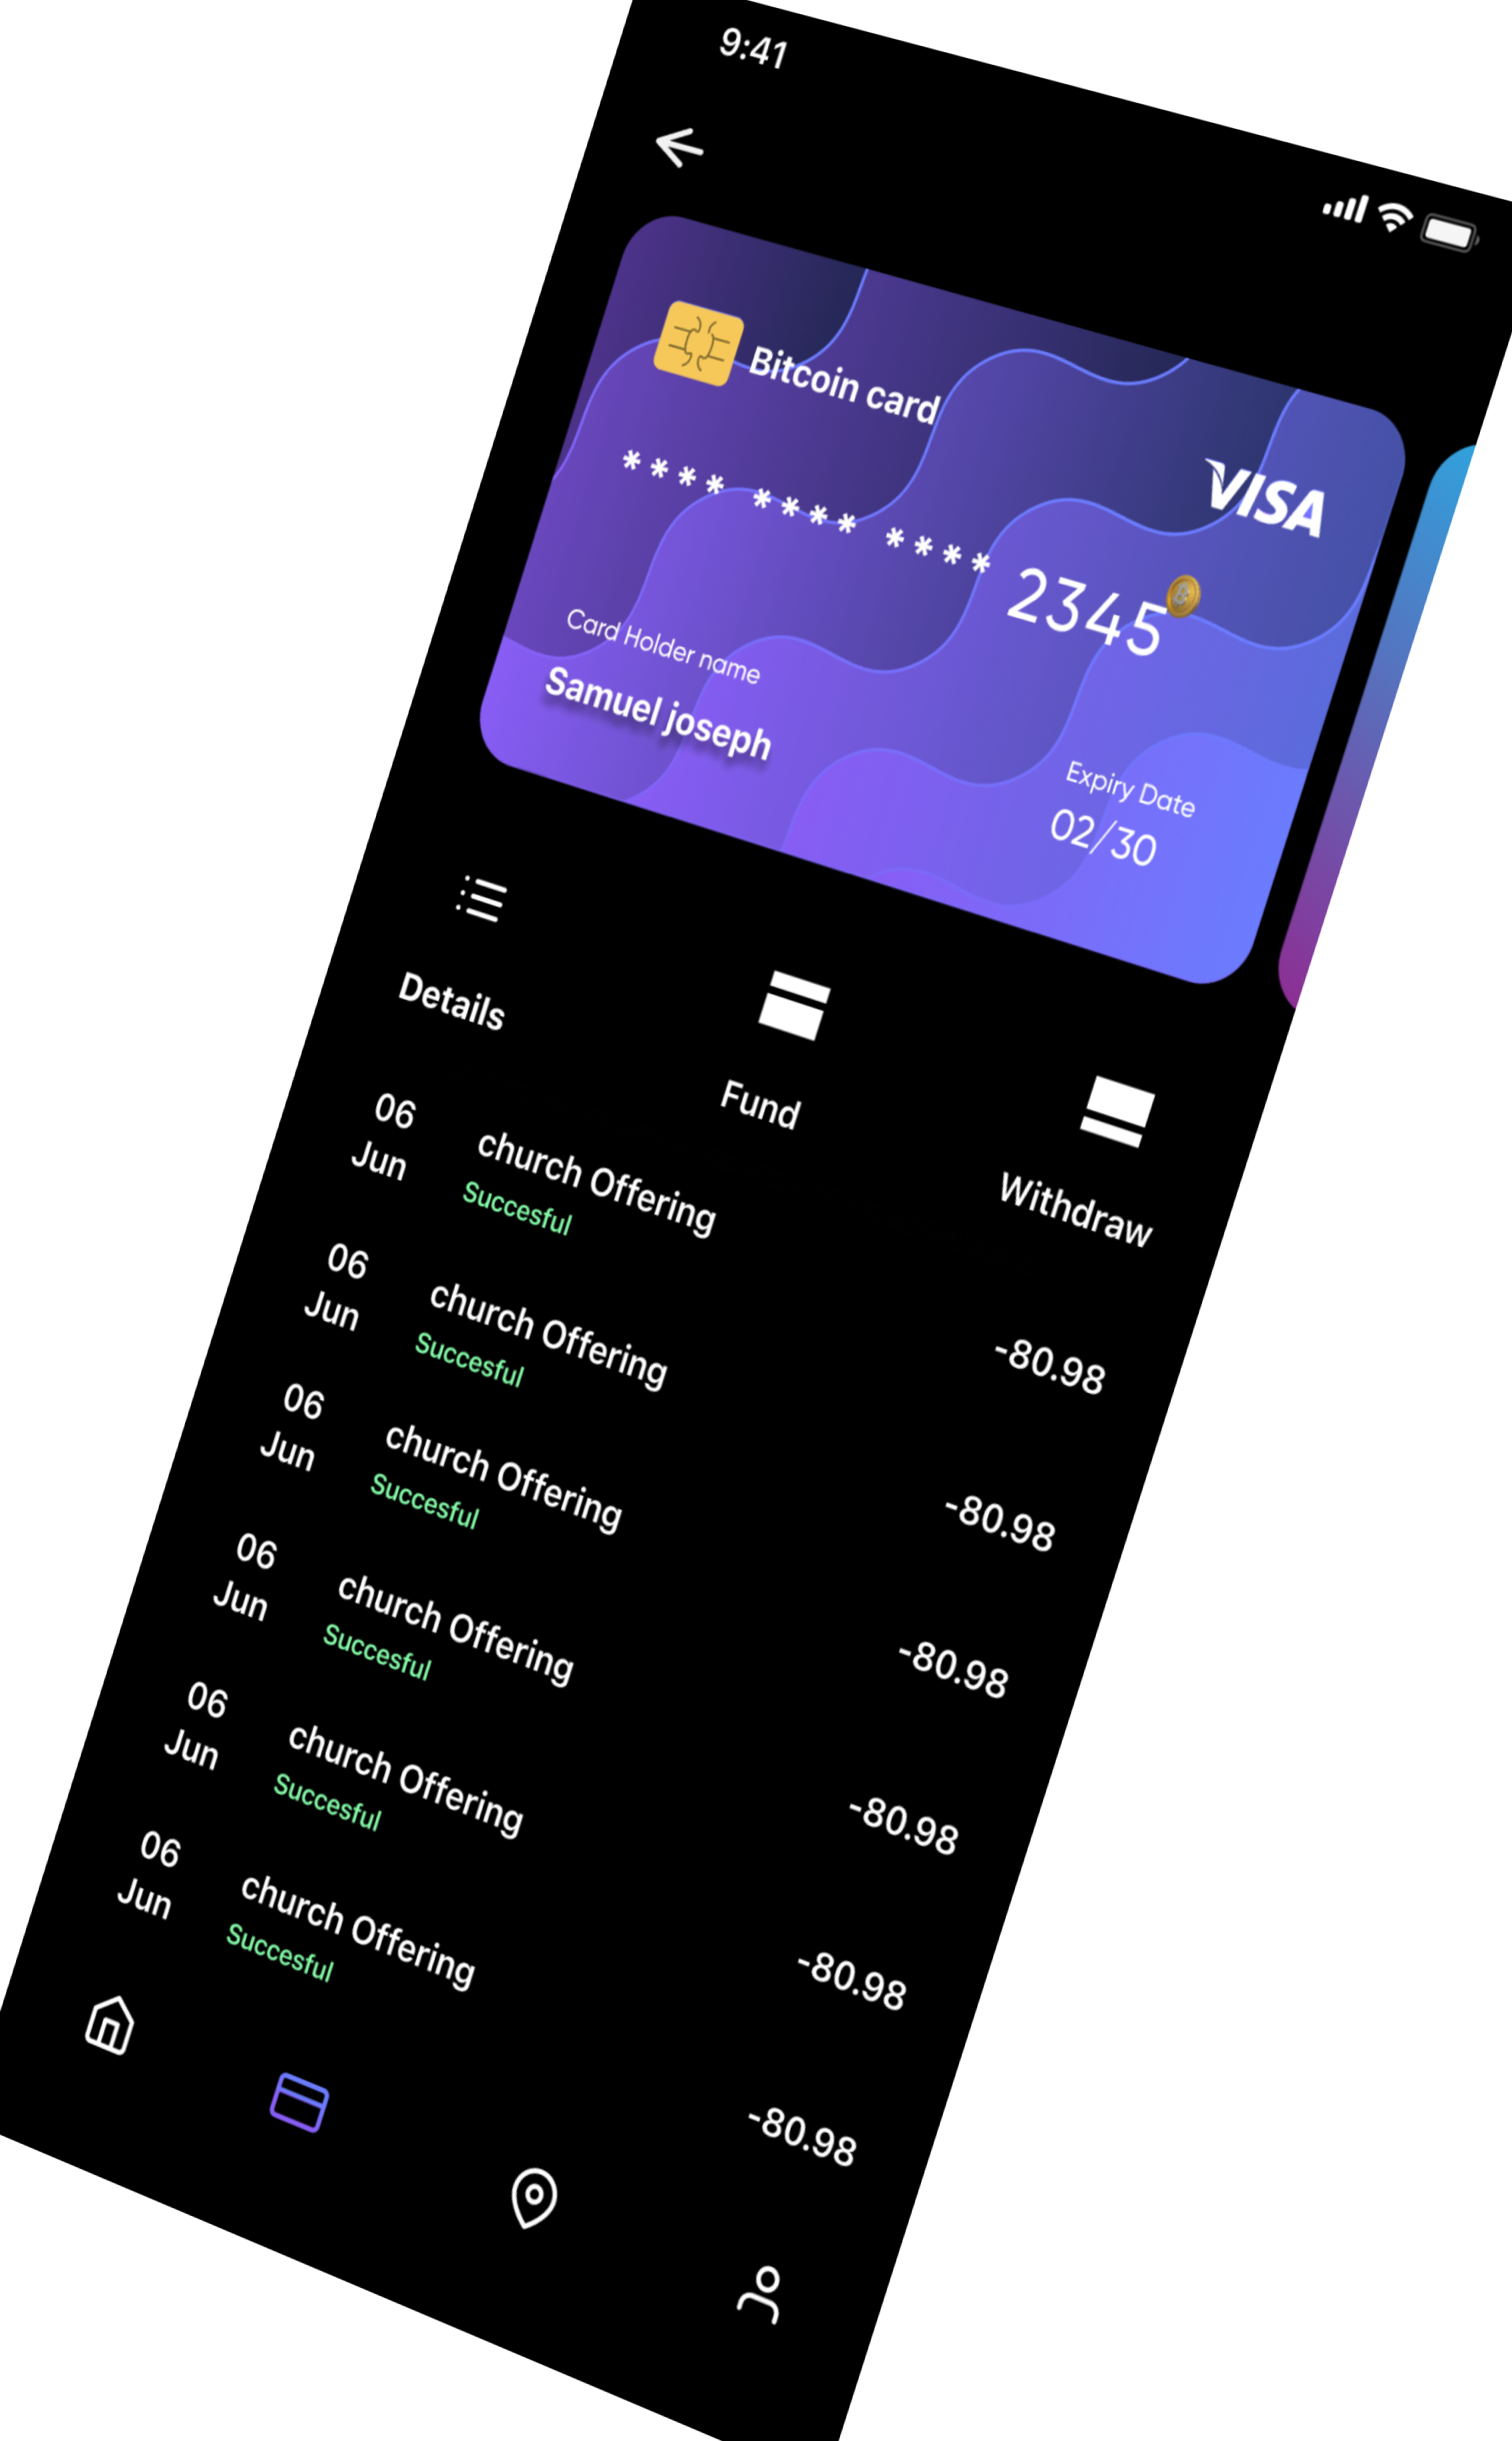 9:41
Bitcoin card
VISA
**** **** **** 2345
Card Holder name
Samuel joseph
Expiry Date
02/30
Details
Fund
Withdraw
06
Jun
church Offering
Succesful
-80.98
06
Jun
church Offering
Succesful
-80.98
06
Jun
church Offering
Succesful
-80.98
06
Jun
church Offering
Succesful
-80.98
06
Jun
church Offering
Succesful
-80.98
06
Jun
church Offering
Succesful
-80.98